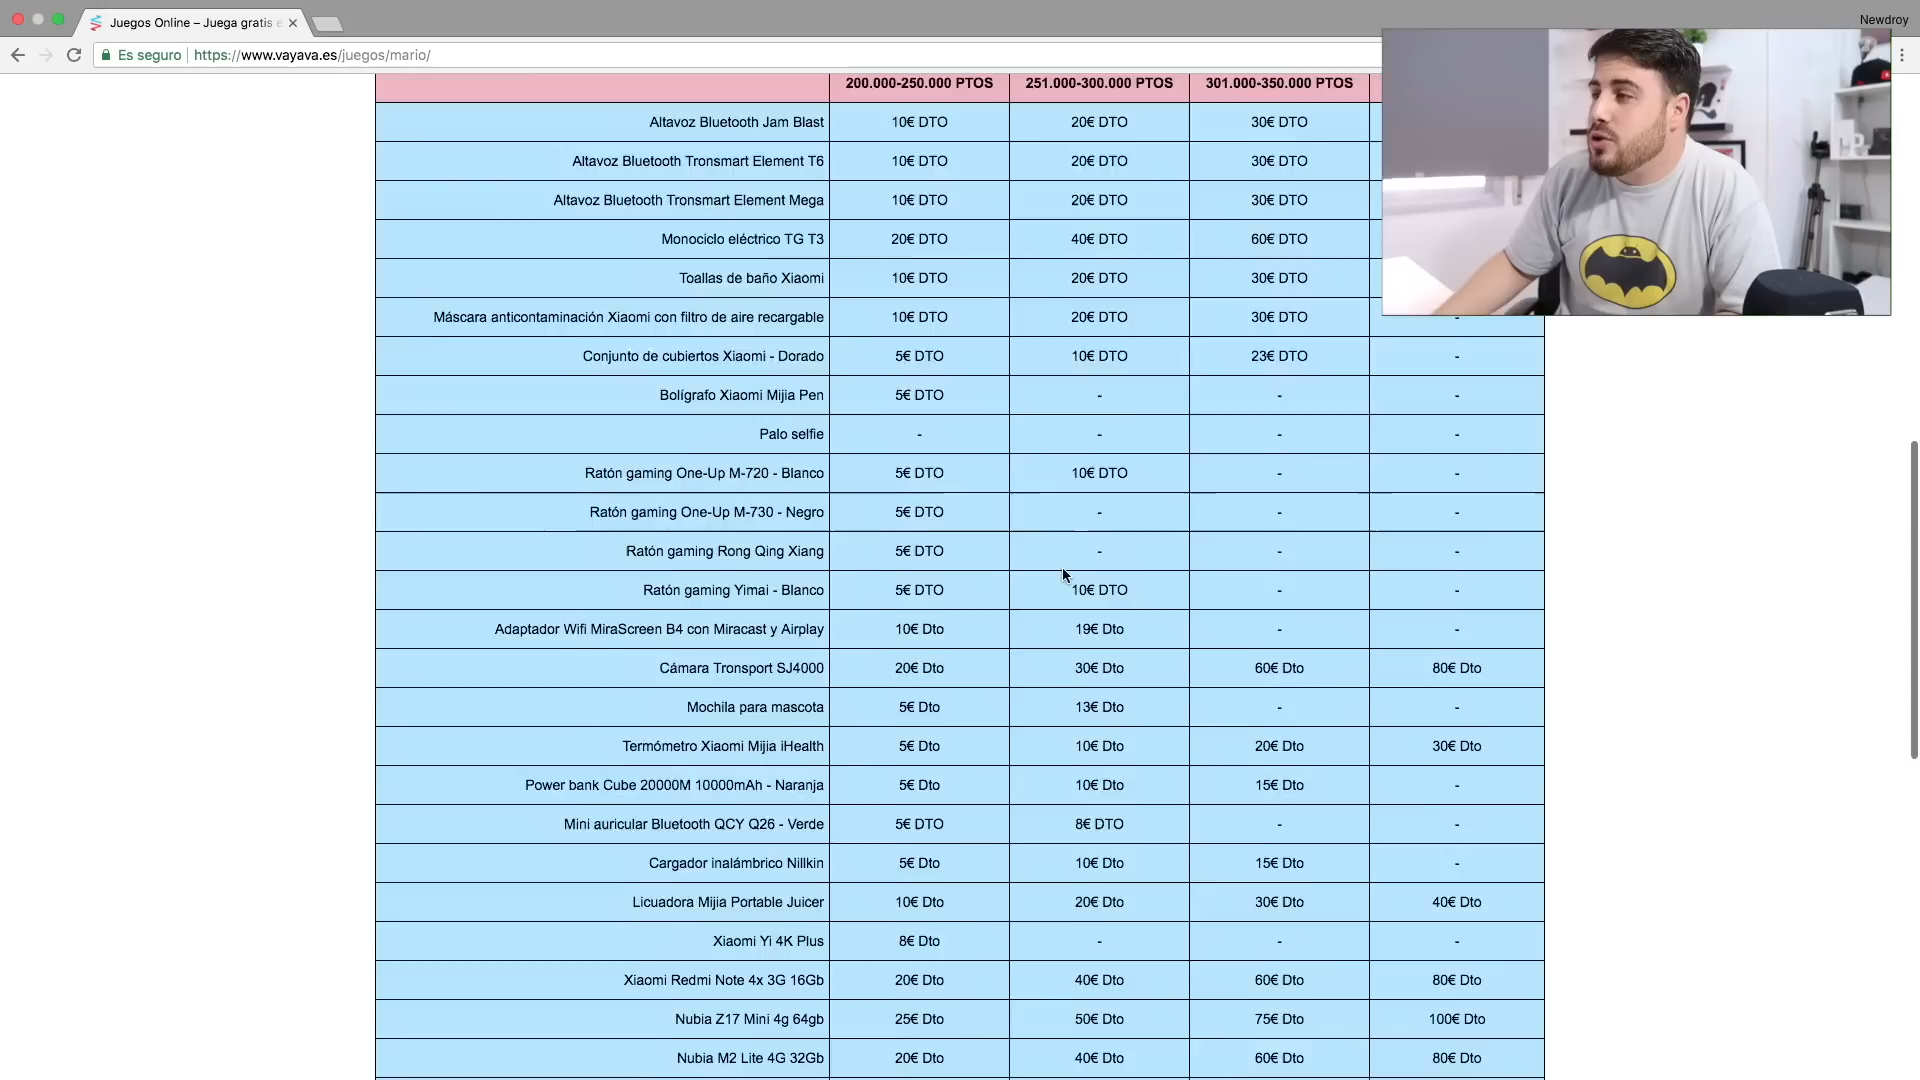 Newdroy
Juegos Online – Juega gratis e
Es seguro https://www.vayava.es/juegos/mario/
200.000-250.000 PTOS 251.000-300.000 PTOS 301.000-350.000 PTOS
Altavoz Bluetooth Jam Blast 10€ DTO 20€ DTO 30€ DTO
Altavoz Bluetooth Tronsmart Element T6 10€ DTO 20€ DTO 30€ DTO
Altavoz Bluetooth Tronsmart Element Mega 10€ DTO 20€ DTO 30€ DTO
Monociclo eléctrico TG T3 20€ DTO 40€ DTO 60€ DTO
Toallas de baño Xiaomi 10€ DTO 20€ DTO 30€ DTO
Máscara anticontaminación Xiaomi con filtro de aire recargable 10€ DTO 20€ DTO 30€ DTO -
Conjunto de cubiertos Xiaomi - Dorado 5€ DTO 10€ DTO 23€ DTO -
Bolígrafo Xiaomi Mijia Pen 5€ DTO - - -
Palo selfie - - - -
Ratón gaming One-Up M-720 - Blanco 5€ DTO 10€ DTO - -
Ratón gaming One-Up M-730 - Negro 5€ DTO - - -
Ratón gaming Rong Qing Xiang 5€ DTO - - -
Ratón gaming Yimai - Blanco 5€ DTO 10€ DTO - -
Adaptador Wifi MiraScreen B4 con Miracast y Airplay 10€ Dto 19€ Dto - -
Cámara Tronsport SJ4000 20€ Dto 30€ Dto 60€ Dto 80€ Dto
Mochila para mascota 5€ Dto 13€ Dto - -
Termómetro Xiaomi Mijia iHealth 5€ Dto 10€ Dto 20€ Dto 30€ Dto
Power bank Cube 20000M 10000mAh - Naranja 5€ Dto 10€ Dto 15€ Dto -
Mini auricular Bluetooth QCY Q26 - Verde 5€ DTO 8€ DTO - -
Cargador inalámbrico Nillkin 5€ Dto 10€ Dto 15€ Dto -
Licuadora Mijia Portable Juicer 10€ Dto 20€ Dto 30€ Dto 40€ Dto
Xiaomi Yi 4K Plus 8€ Dto - - -
Xiaomi Redmi Note 4x 3G 16Gb 20€ Dto 40€ Dto 60€ Dto 80€ Dto
Nubia Z17 Mini 4g 64gb 25€ Dto 50€ Dto 75€ Dto 100€ Dto
Nubia M2 Lite 4G 32Gb 20€ Dto 40€ Dto 60€ Dto 80€ Dto